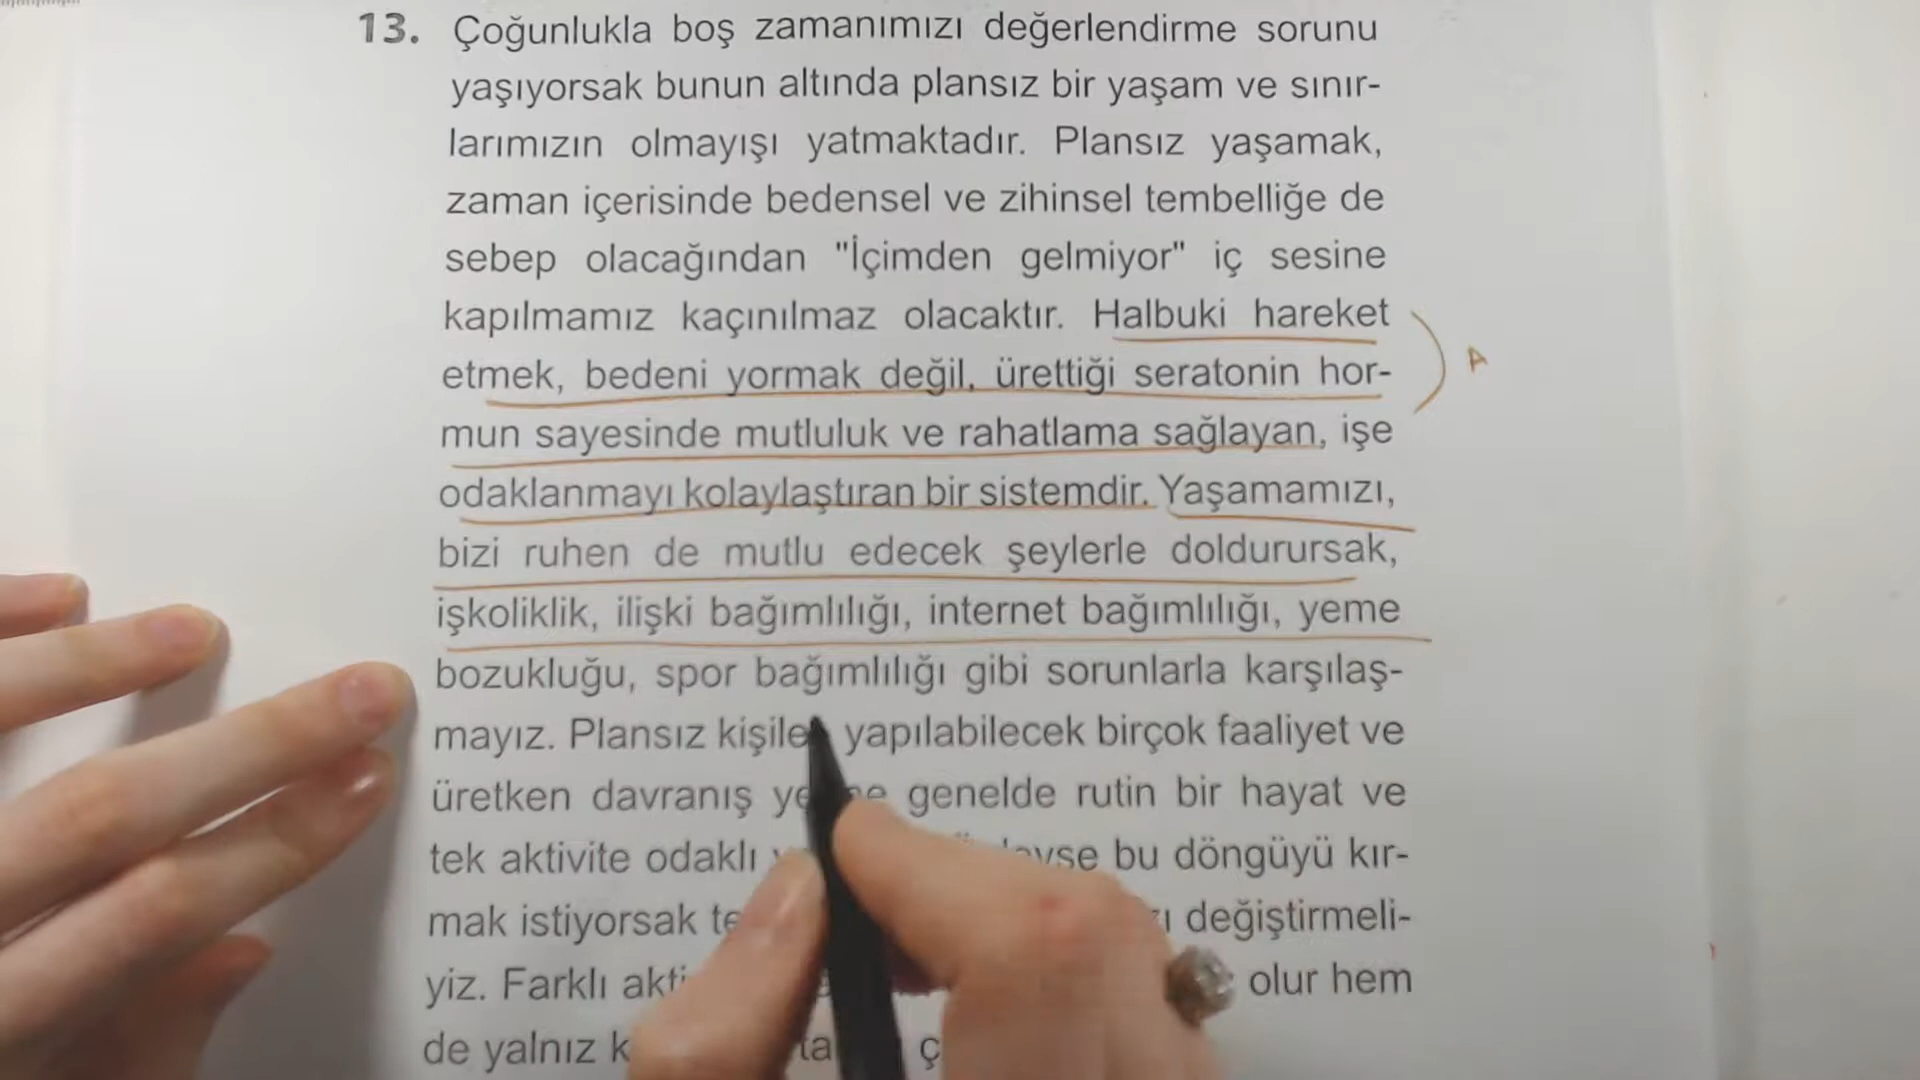 13. Çoğunlukla boş zamanımızı değerlendirme sorunu
yaşıyorsak bunun altında plansız bir yaşam ve sınır-
larımızın olmayışı yatmaktadır. Plansız yaşamak,
zaman içerisinde bedensel ve zihinsel tembelliğe de
sebep olacağından "İçimden gelmiyor" iç sesine
kapılmamız kaçınılmaz olacaktır. Halbuki hareket
etmek, bedeni yormak değil, ürettiği seratonin hor-
mun sayesinde mutluluk ve rahatlama sağlayan, işe
odaklanmayı kolaylaştıran bir sistemdir. Yaşamamızı,
bizi ruhen de mutlu edecek şeylerle doldurursak,
işkoliklik, ilişki bağımlılığı, internet bağımlılığı, yeme
bozukluğu, spor bağımlılığı gibi sorunlarla karşılaş-
mayız. Plansız kişile yapılabilecek birçok faaliyet ve
üretken davranış genelde rutin bir hayat ve
tek aktivite odaklı bu döngüyü kır-
mak istiyorsak değiştirmeli-
yiz. Farklı olur hem
de yalnız
A